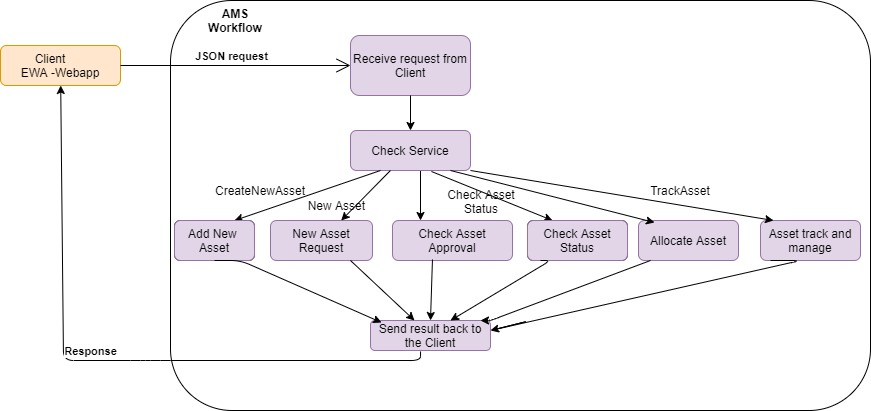 AMS
Workflow
Client
EWA -Webapp
JSON request
Receive request from
Client
Check Service
CreateNewAsset
New Asset
Check Asset
Status
TrackAsset
Add New
Asset
New Asset
Request
Check Asset
Approval
Check Asset
Status
Allocate Asset
Asset track and
manage
Send result back to
the Client
Response